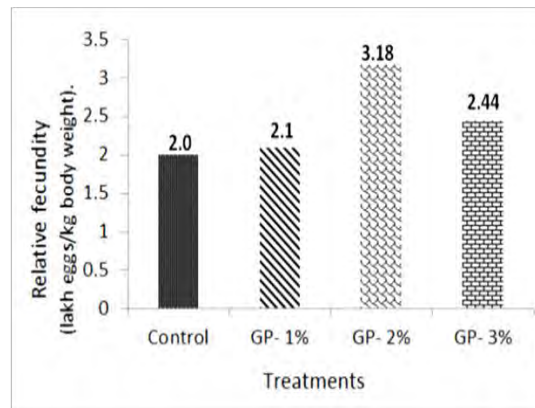 Relative fecundity
(lakh eggs/kg body weight).
3.5
3
2.5
2
1.5
1
0.5
0
2.0
2.1
3.18
2.44
Control
GP- 1%
GP- 2%
GP- 3%
Treatments